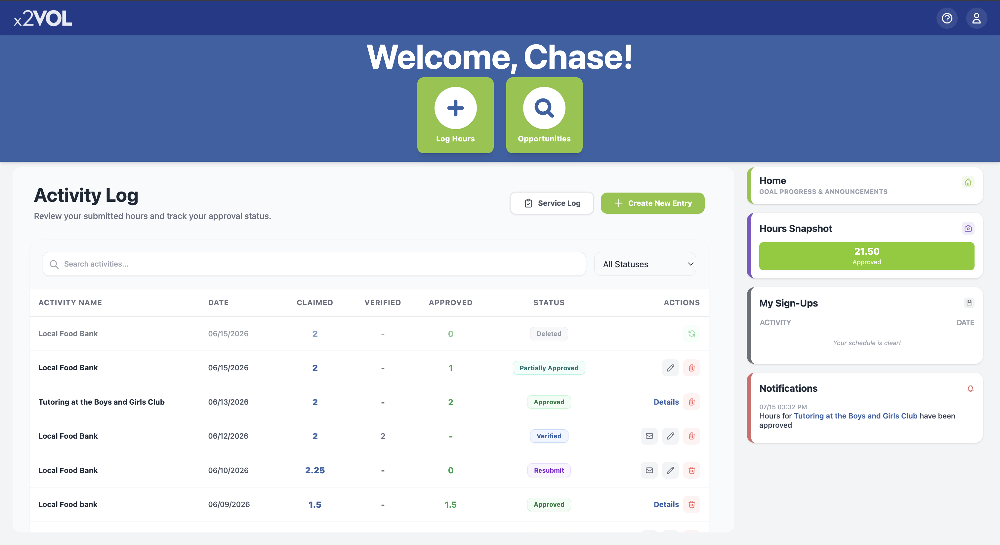 x2VOL
Welcome, Chase!
Log Hours
Opportunities
Activity Log
Review your submitted hours and track your approval status.
Service Log
Create New Entry
Search activities...
All Statuses
ACTIVITY NAME DATE CLAIMED VERIFIED APPROVED STATUS ACTIONS
Local Food Bank 06/15/2026 2 - 0 Deleted
Local Food Bank 06/15/2026 2 - 1 Partially Approved
Tutoring at the Boys and Girls Club 06/13/2026 2 - 2 Approved Details
Local Food Bank 06/12/2026 2 2 - Verified
Local Food Bank 06/10/2026 2.25 - 0 Resubmit
Local Food bank 06/09/2026 1.5 - 1.5 Approved Details
Home
GOAL PROGRESS & ANNOUNCEMENTS
Hours Snapshot
21.50
Approved
My Sign-Ups
ACTIVITY DATE
Your schedule is clear!
Notifications
07/15 03:32 PM
Hours for Tutoring at the Boys and Girls Club have been
approved